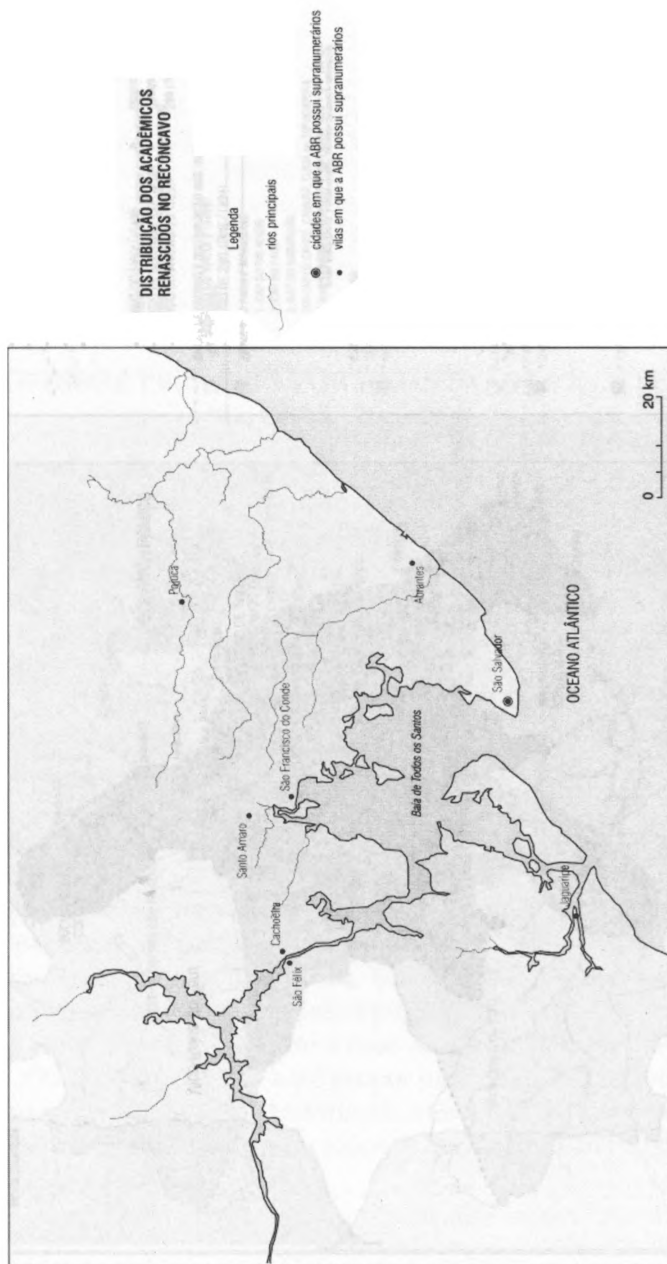 DISTRIBUIÇÃO DOS ACADÊMICOS
RENASCIDOS NO RECÔNCAVO
Legenda
rios principais
cidades em que a ABR possui supranumerários
vilas em que a ABR possui supranumerários
Pojuca
Abrantes
São Salvador
São Francisco do Conde
Santo Amaro
Cachoeira
São Félix
Jaguaripe
Baía de Todos os Santos
OCEANO ATLÂNTICO
0
20 km